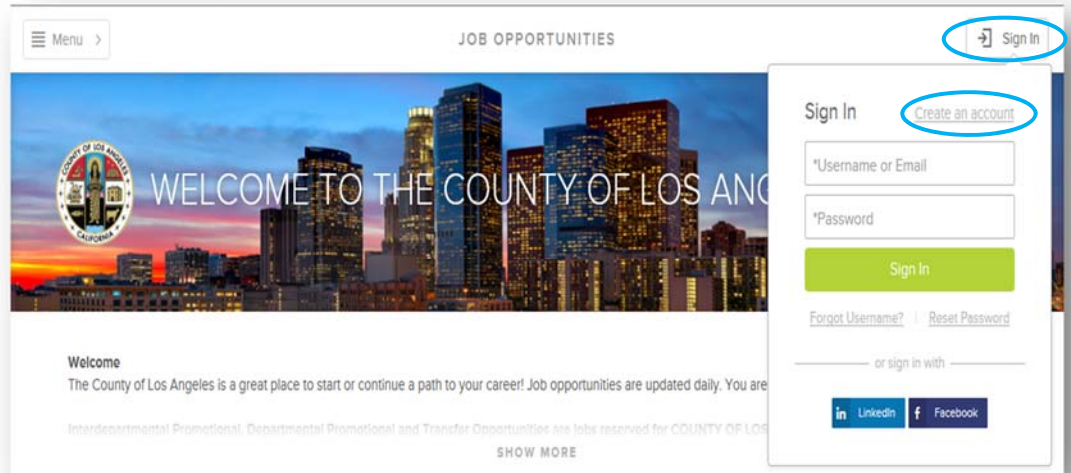 Menu >
JOB OPPORTUNITIES
Sign In
COUNTY OF LOS ANGELES
CALIFORNIA
WELCOME TO THE COUNTY OF LOS ANG
Sign In
Create an account
*Username or Email
*Password
Sign In
Forgot Username? | Reset Password
or sign in with
in LinkedIn
f Facebook
Welcome
The County of Los Angeles is a great place to start or continue a path to your career! Job opportunities are updated daily. You are
Interdepartmental Promotional, Departmental Promotional and Transfer Opportunities are jobs reserved for COUNTY OF LOS
SHOW MORE